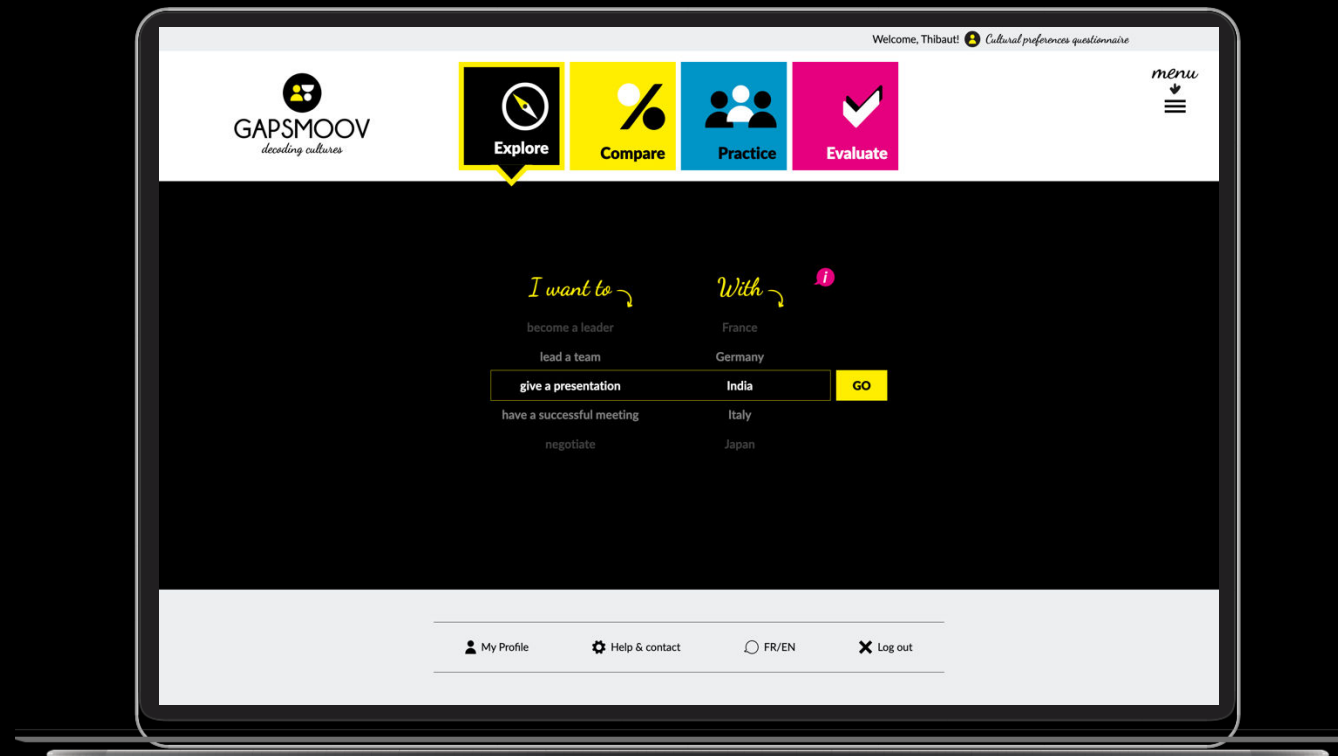 Welcome, Thibaut! Cultural preferences questionnaire
menu
GAPSMOOV
decoding cultures
Explore Compare Practice Evaluate
I want to With i
become a leader France
lead a team Germany
give a presentation India GO
have a successful meeting Italy
negotiate Japan
My Profile Help & contact FR/EN Log out